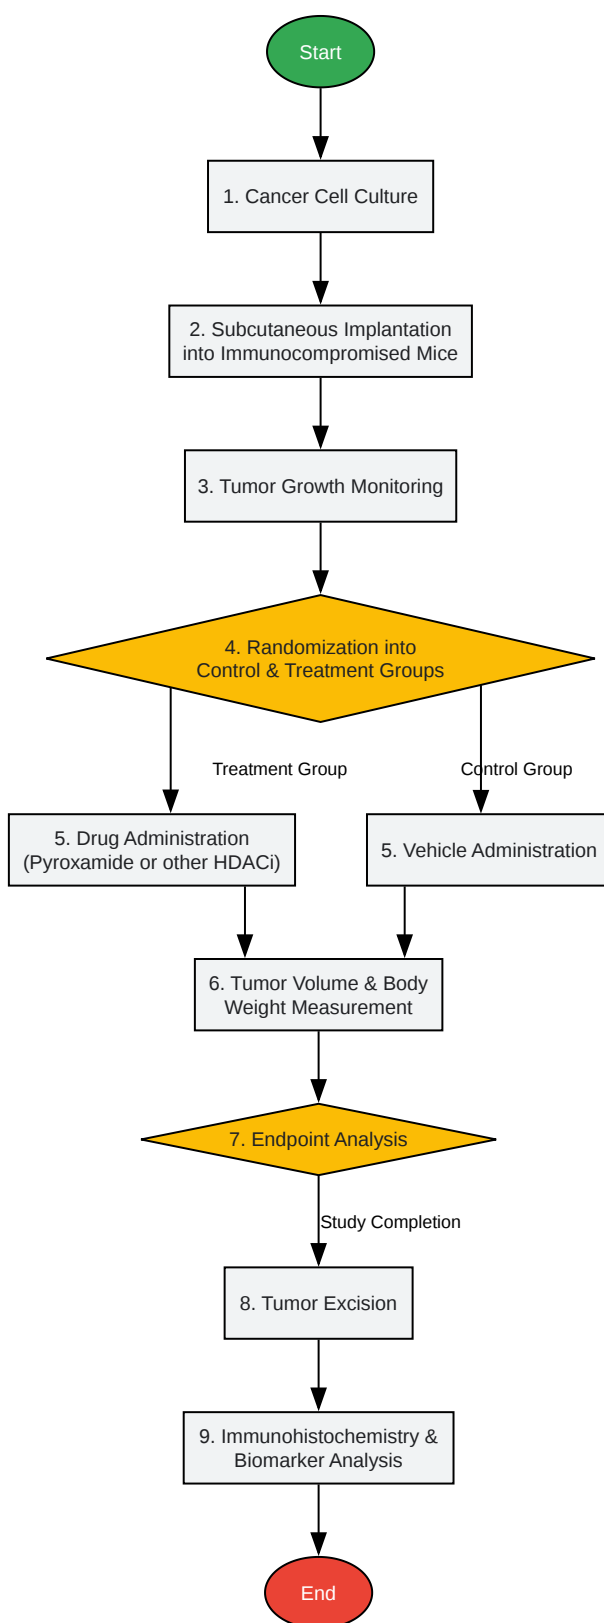 Start
1. Cancer Cell Culture
2. Subcutaneous Implantation
into Immunocompromised Mice
3. Tumor Growth Monitoring
4. Randomization into
Control & Treatment Groups
Treatment Group
Control Group
5. Drug Administration
(Pyroxamide or other HDACi)
5. Vehicle Administration
6. Tumor Volume & Body
Weight Measurement
7. Endpoint Analysis
Study Completion
8. Tumor Excision
9. Immunohistochemistry &
Biomarker Analysis
End